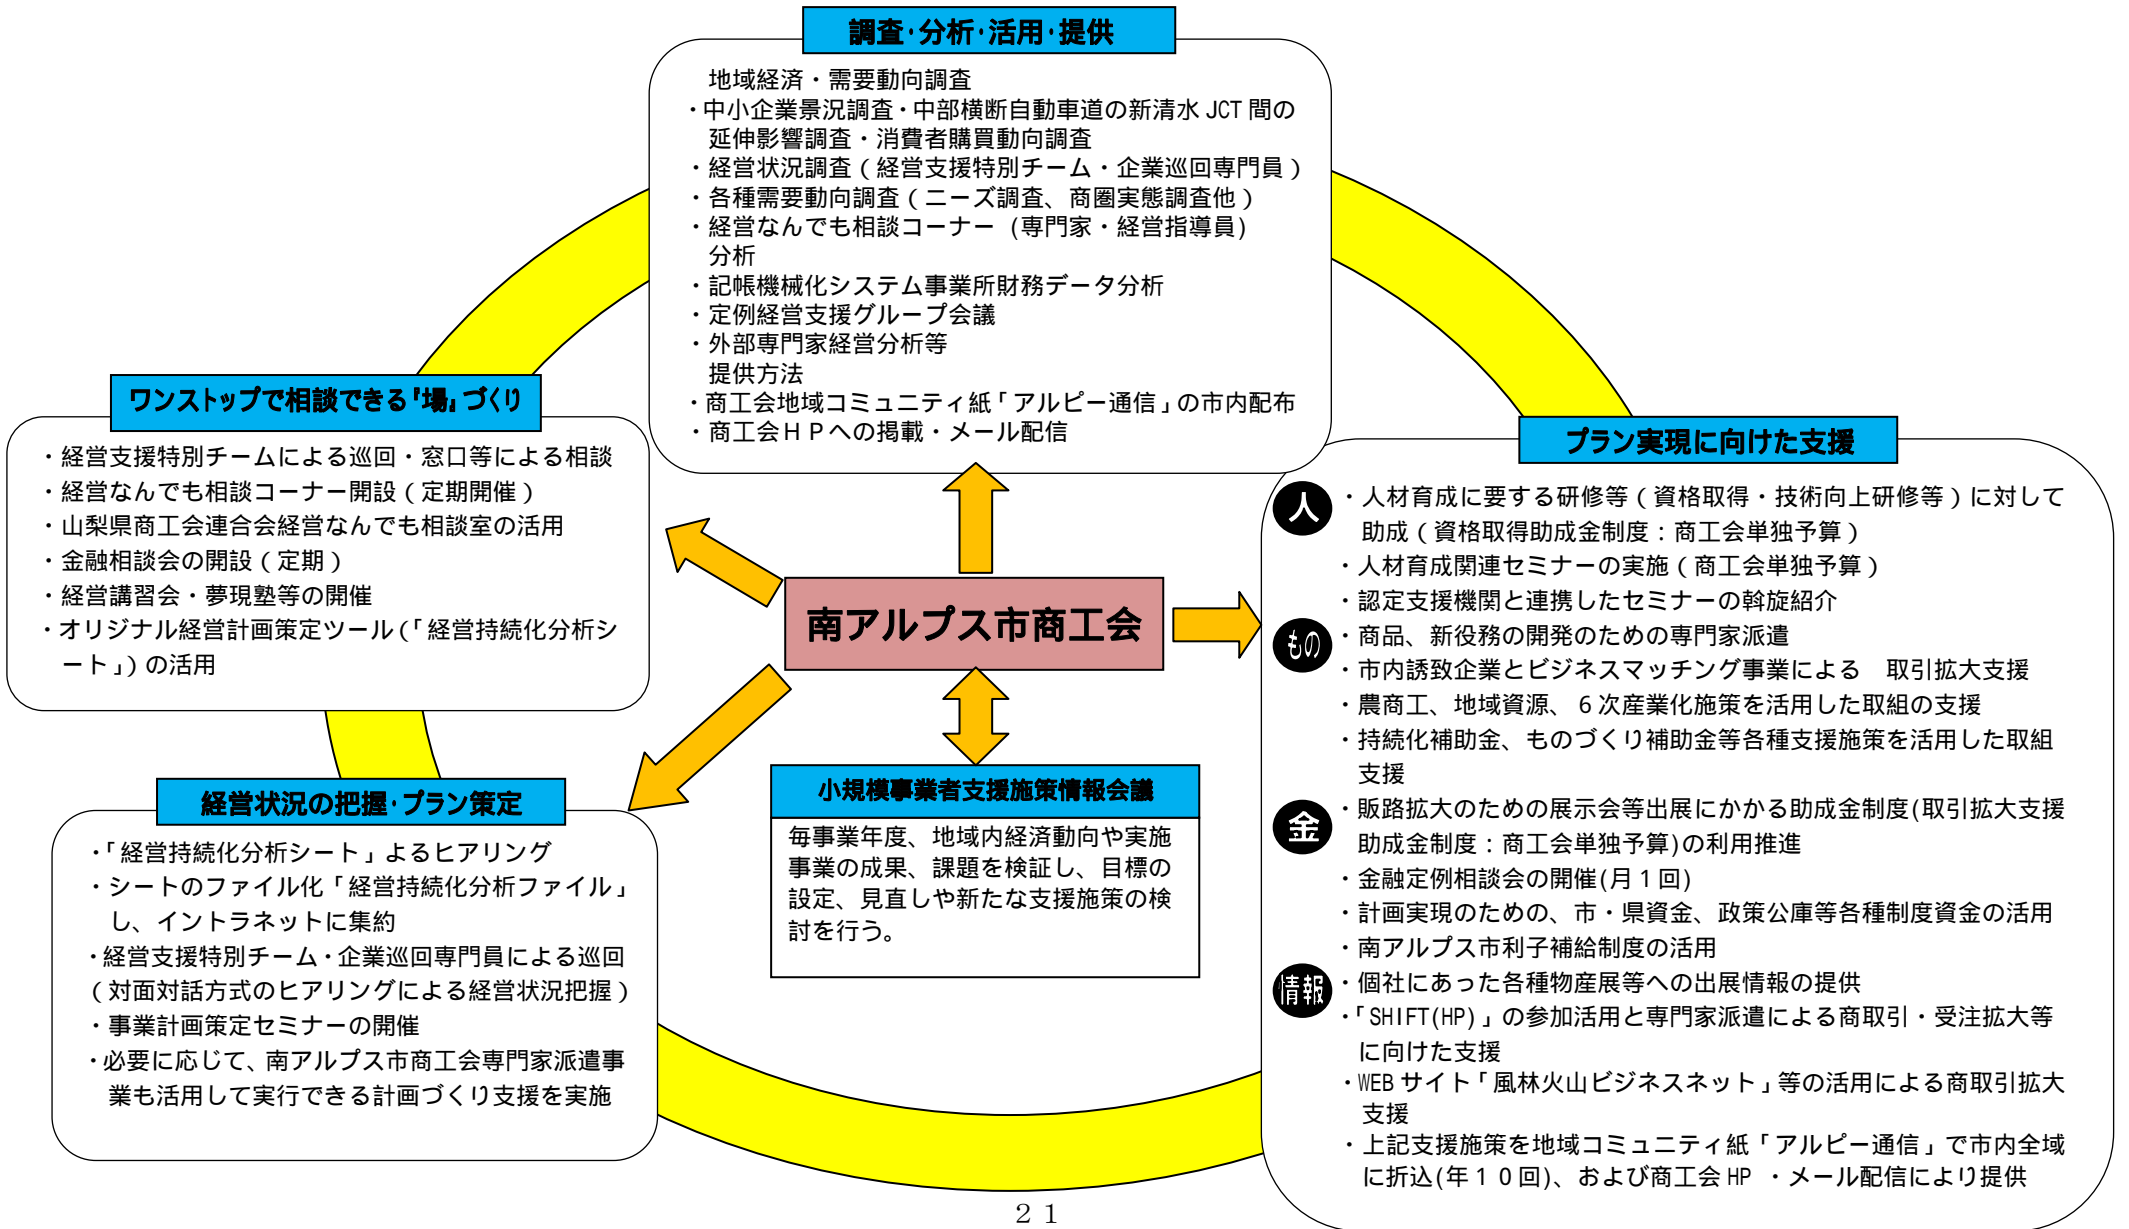 調査・分析・活用・提供
地域経済・需要動向調査
・中小企業景況調査・中部横断自動車道の新清水 JCT 間の
延伸影響調査・消費者購買動向調査
・経営状況調査（経営支援特別チーム・企業巡回専門員）
・各種需要動向調査（ニーズ調査、商圏実態調査他）
・経営なんでも相談コーナー (専門家・経営指導員)
分析
・記帳機械化システム事業所財務データ分析
・定例経営支援グループ会議
・外部専門家経営分析等
提供方法
・商工会地域コミュニティ紙「アルピー通信」の市内配布
・商工会ＨＰへの掲載・メール配信
ワンストップで相談できる『場』づくり
・経営支援特別チームによる巡回・窓口等による相談
・経営なんでも相談コーナー開設（定期開催）
・山梨県商工会連合会経営なんでも相談室の活用
・金融相談会の開設（定期）
・経営講習会・夢現塾等の開催
・オリジナル経営計画策定ツール（「経営持続化分析シ
ート」）の活用
南アルプス市商工会
経営状況の把握・プラン策定
・「経営持続化分析シート」よるヒアリング
・シートのファイル化「経営持続化分析ファイル」
し、イントラネットに集約
・経営支援特別チーム・企業巡回専門員による巡回
（対面対話方式のヒアリングによる経営状況把握）
・事業計画策定セミナーの開催
・必要に応じて、南アルプス市商工会専門家派遣事
業も活用して実行できる計画づくり支援を実施
小規模事業者支援施策情報会議
毎事業年度、地域内経済動向や実施
事業の成果、課題を検証し、目標の
設定、見直しや新たな支援施策の検
討を行う。
プラン実現に向けた支援
人
・人材育成に要する研修等（資格取得・技術向上研修等）に対して
助成（資格取得助成金制度：商工会単独予算）
・人材育成関連セミナーの実施（商工会単独予算）
・認定支援機関と連携したセミナーの斡旋紹介
もの
・商品、新役務の開発のための専門家派遣
・市内誘致企業とビジネスマッチング事業による　取引拡大支援
・農商工、地域資源、６次産業化施策を活用した取組の支援
・持続化補助金、ものづくり補助金等各種支援施策を活用した取組
支援
金
・販路拡大のための展示会等出展にかかる助成金制度(取引拡大支援
助成金制度：商工会単独予算)の利用推進
・金融定例相談会の開催(月１回)
・計画実現のための、市・県資金、政策公庫等各種制度資金の活用
・南アルプス市利子補給制度の活用
情報
・個社にあった各種物産展等への出展情報の提供
・「SHIFT(HP)」の参加活用と専門家派遣による商取引・受注拡大等
に向けた支援
・WEB サイト「風林火山ビジネスネット」等の活用による商取引拡大
支援
・上記支援施策を地域コミュニティ紙「アルピー通信」で市内全域
に折込(年１０回)、および商工会 HP ・メール配信により提供
２１